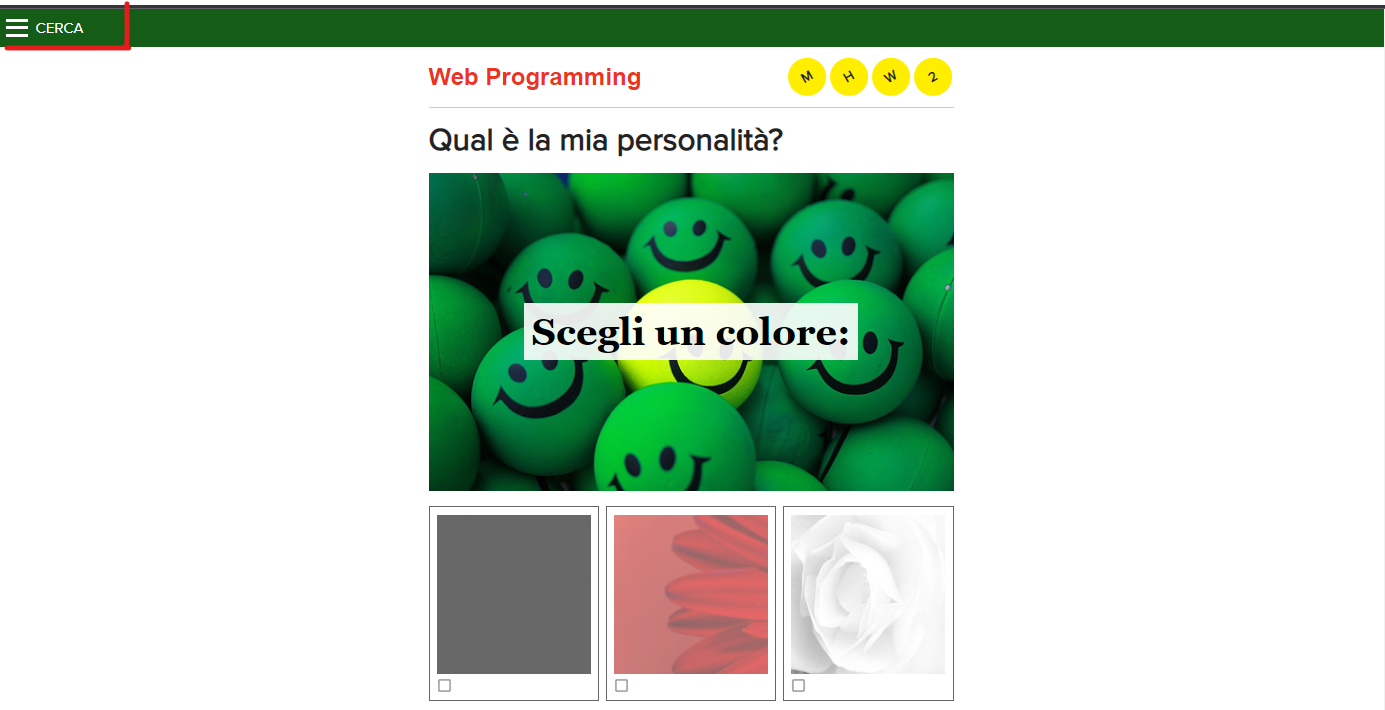 CERCA
Web Programming
M H W 2
Qual è la mia personalità?
Scegli un colore: